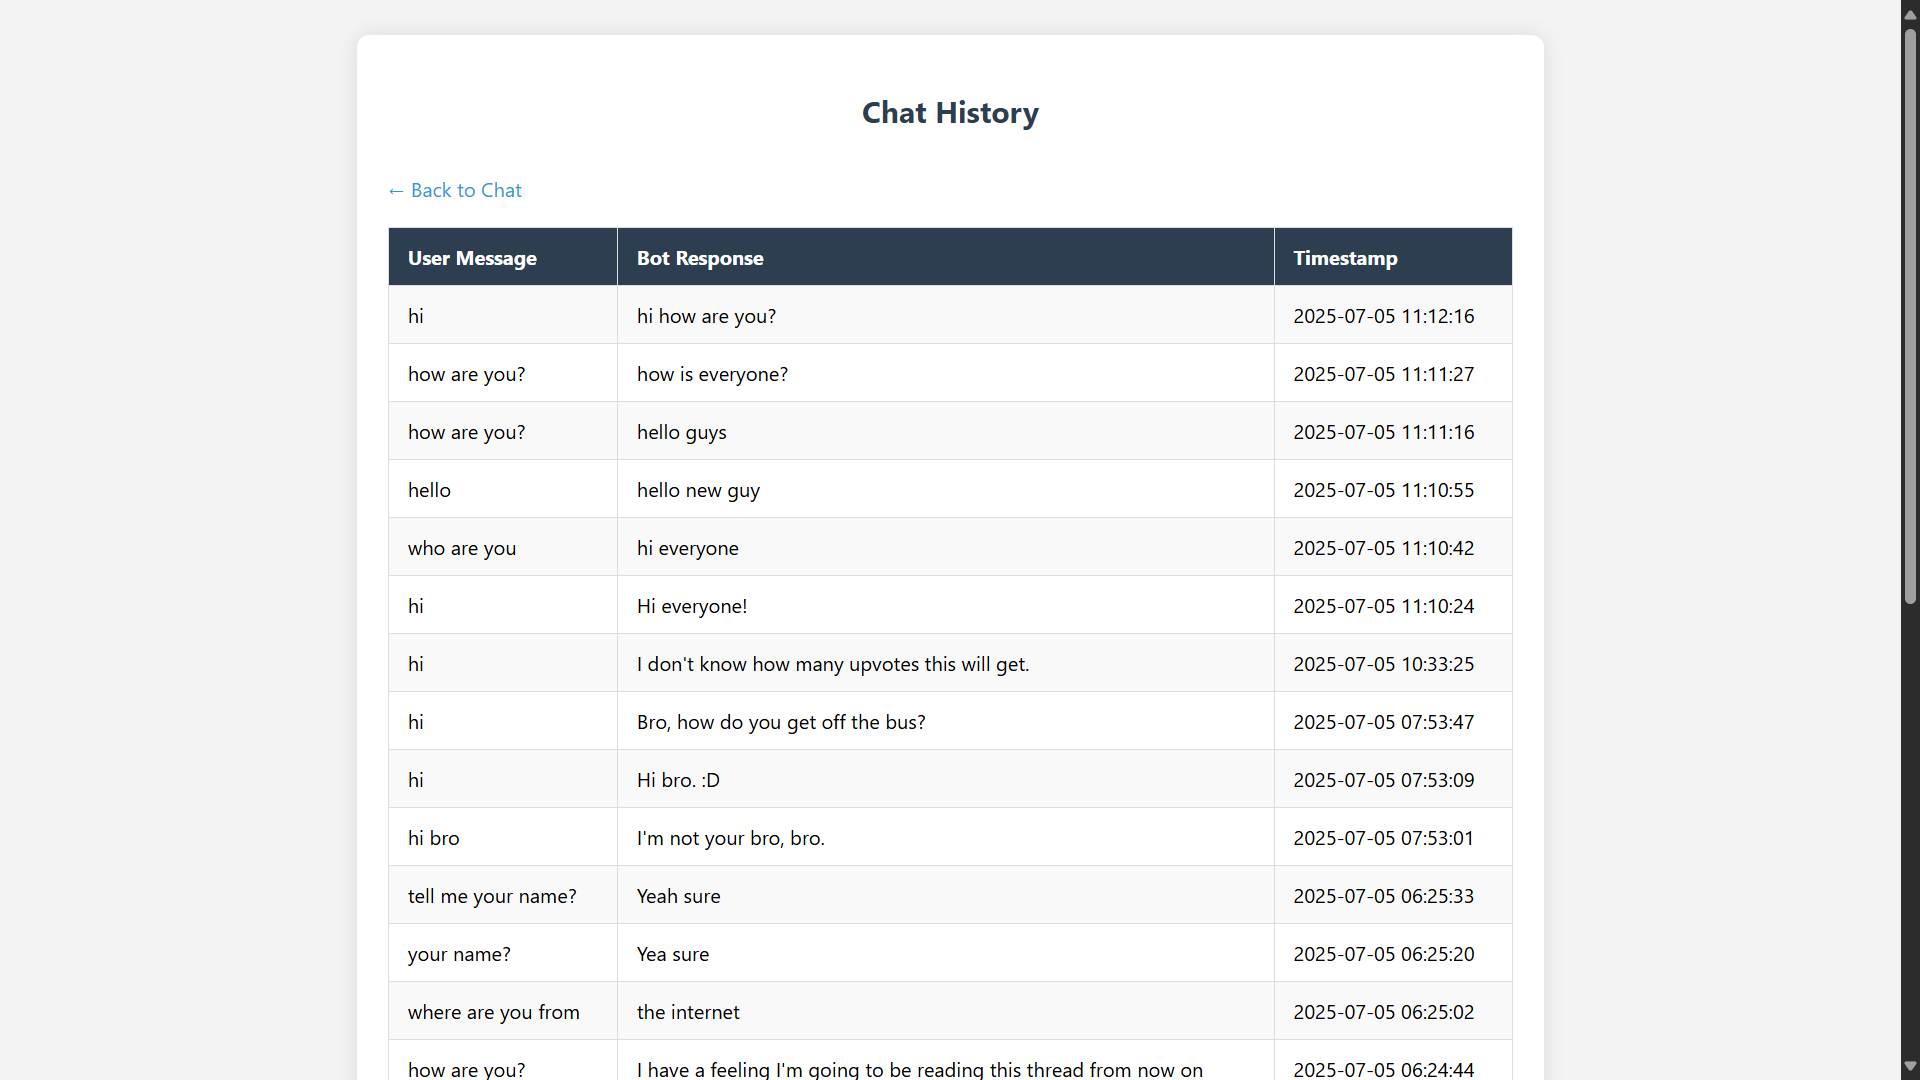 Chat History
← Back to Chat
User Message Bot Response Timestamp
hi hi how are you? 2025-07-05 11:12:16
how are you? how is everyone? 2025-07-05 11:11:27
how are you? hello guys 2025-07-05 11:11:16
hello hello new guy 2025-07-05 11:10:55
who are you hi everyone 2025-07-05 11:10:42
hi Hi everyone! 2025-07-05 11:10:24
hi I don't know how many upvotes this will get. 2025-07-05 10:33:25
hi Bro, how do you get off the bus? 2025-07-05 07:53:47
hi Hi bro. :D 2025-07-05 07:53:09
hi bro I'm not your bro, bro. 2025-07-05 07:53:01
tell me your name? Yeah sure 2025-07-05 06:25:33
your name? Yea sure 2025-07-05 06:25:20
where are you from the internet 2025-07-05 06:25:02
how are you? I have a feeling I'm going to be reading this thread from now on 2025-07-05 06:24:44